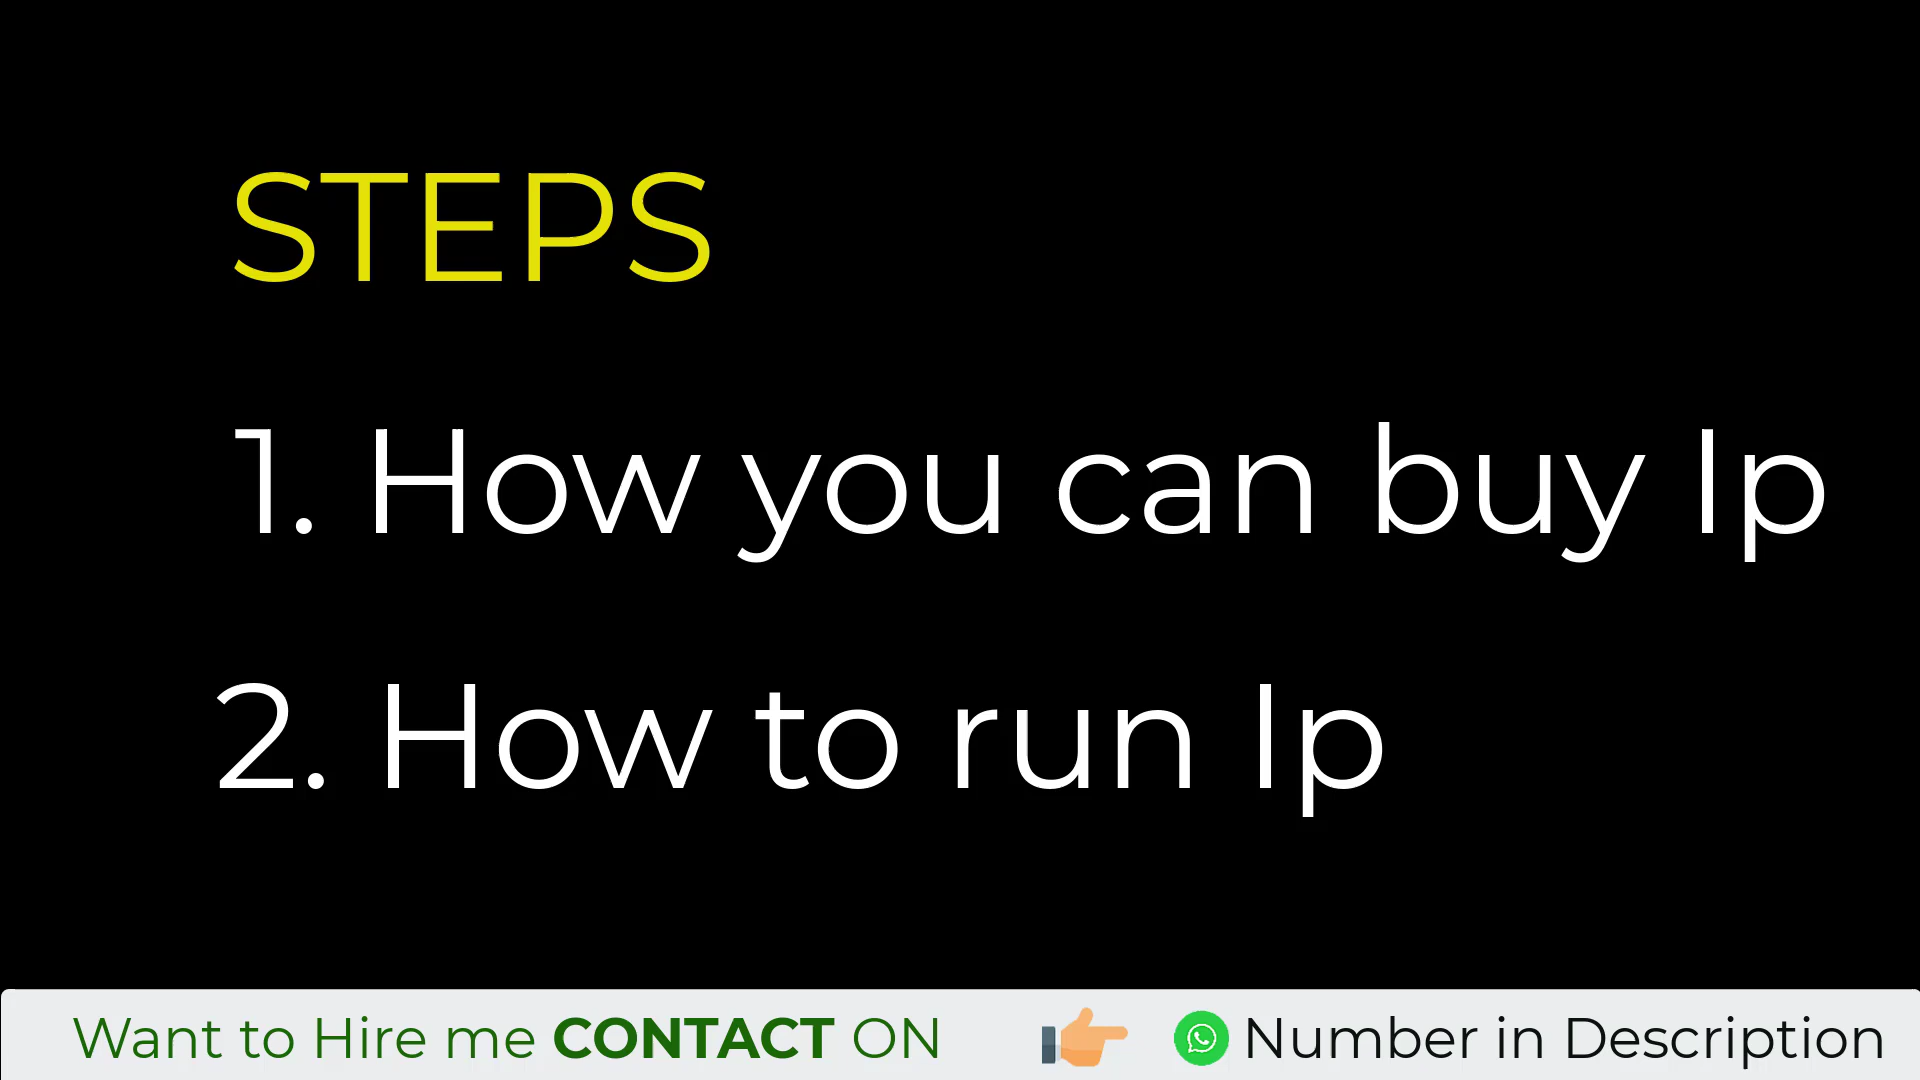 STEPS
1. How you can buy Ip
2. How to run Ip
Want to Hire me CONTACT ON Number in Description